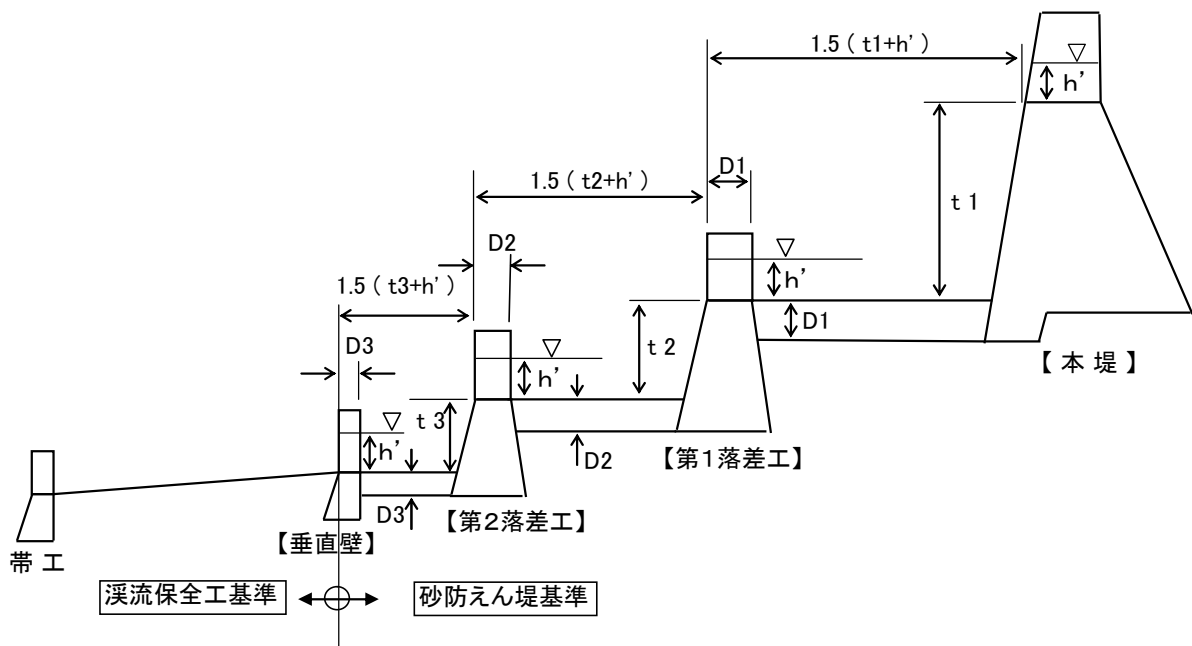 1.5 ( t1+h' )
▽
h'
D1
1.5 ( t2+h' )
t 1
D2
▽
h'
1.5 ( t3+h' )
D1
D3
t 2
▽
h'
【 本 堤 】
t 3
▽
h'
D2
【第1落差工】
D3
【第2落差工】
【垂直壁】
帯 工
渓流保全工基準
砂防えん堤基準